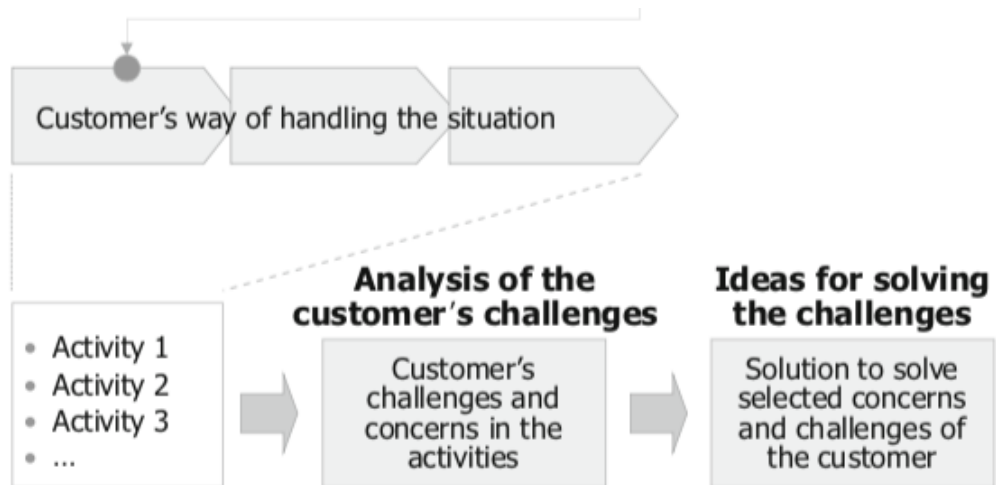 Customer’s way of handling the situation
Analysis of the
customer’s challenges
Ideas for solving
the challenges
• Activity 1
• Activity 2
• Activity 3
• ...
Customer’s
challenges and
concerns in the
activities
Solution to solve
selected concerns
and challenges of
the customer